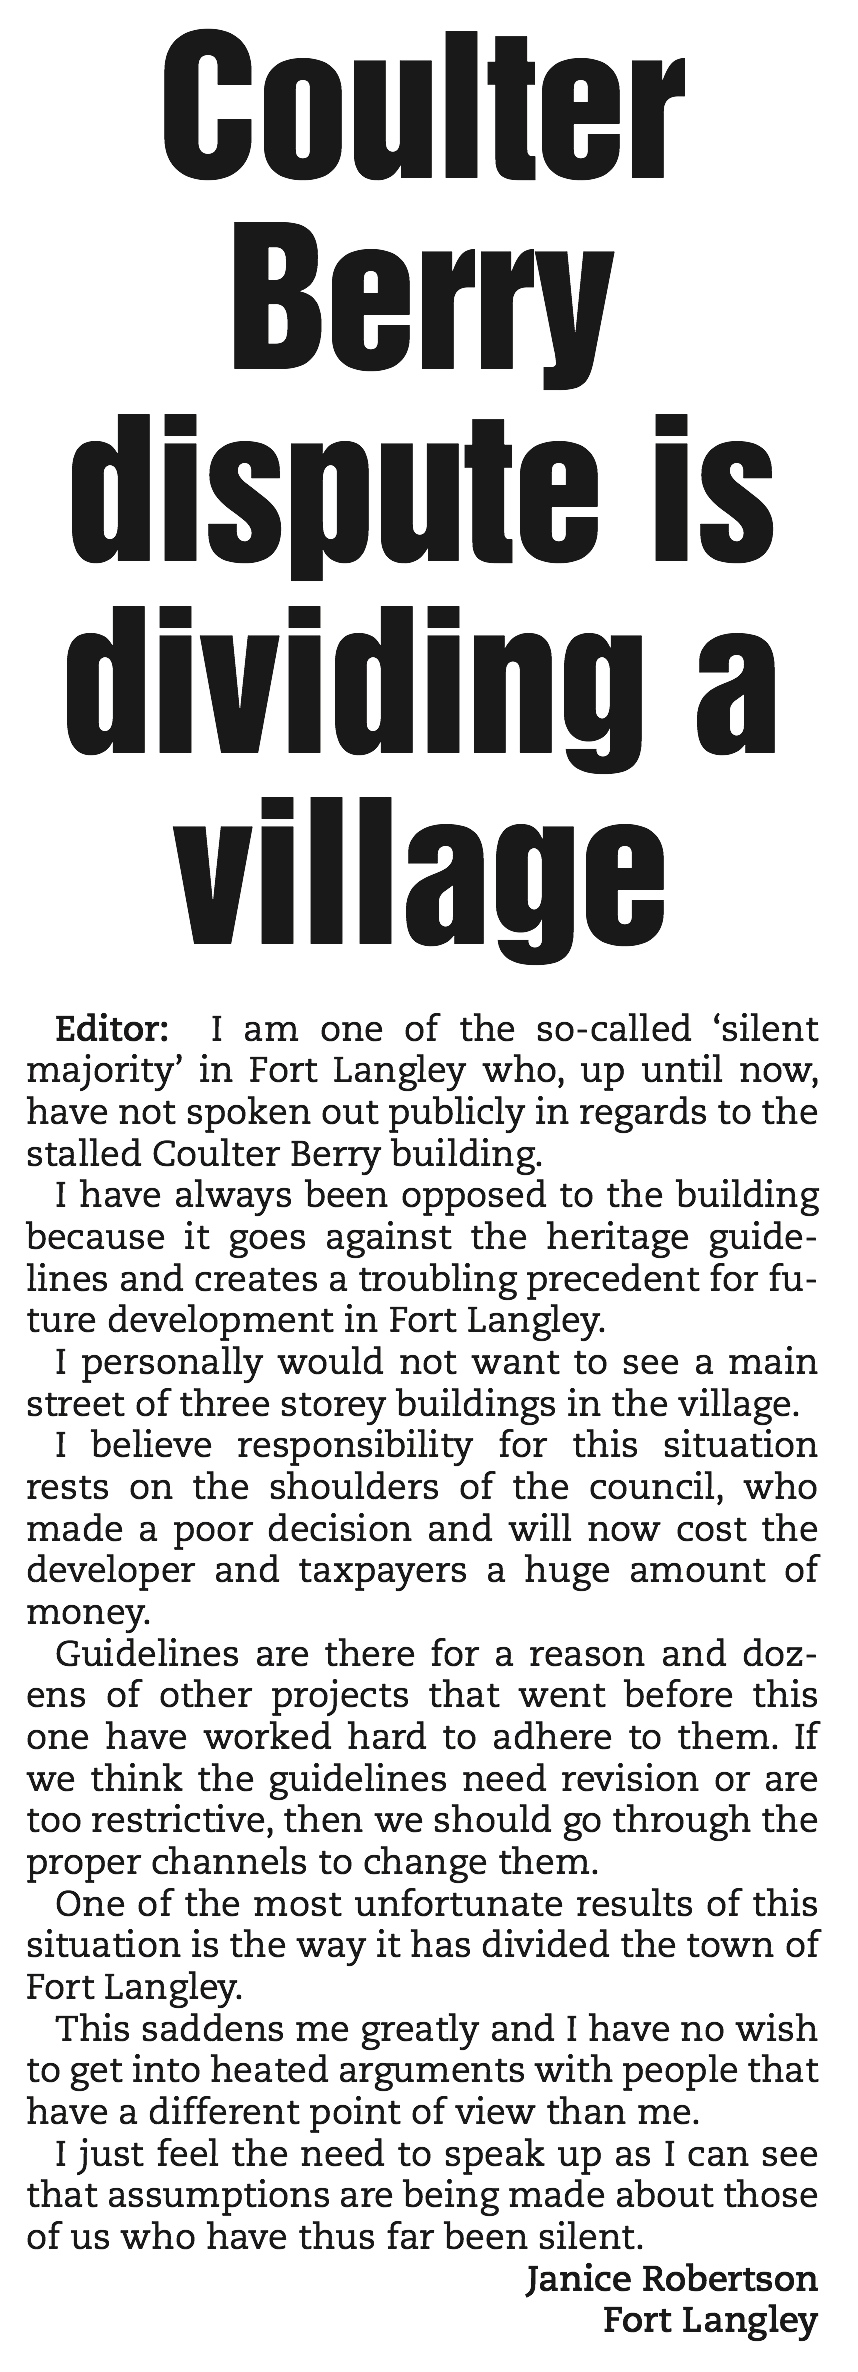 Coulter
Berry
dispute is
dividing a
village
Editor: I am one of the so-called ‘silent
majority’ in Fort Langley who, up until now,
have not spoken out publicly in regards to the
stalled Coulter Berry building.
I have always been opposed to the building
because it goes against the heritage guide-
lines and creates a troubling precedent for fu-
ture development in Fort Langley.
I personally would not want to see a main
street of three storey buildings in the village.
I believe responsibility for this situation
rests on the shoulders of the council, who
made a poor decision and will now cost the
developer and taxpayers a huge amount of
money.
Guidelines are there for a reason and doz-
ens of other projects that went before this
one have worked hard to adhere to them. If
we think the guidelines need revision or are
too restrictive, then we should go through the
proper channels to change them.
One of the most unfortunate results of this
situation is the way it has divided the town of
Fort Langley.
This saddens me greatly and I have no wish
to get into heated arguments with people that
have a different point of view than me.
I just feel the need to speak up as I can see
that assumptions are being made about those
of us who have thus far been silent.
Janice Robertson
Fort Langley